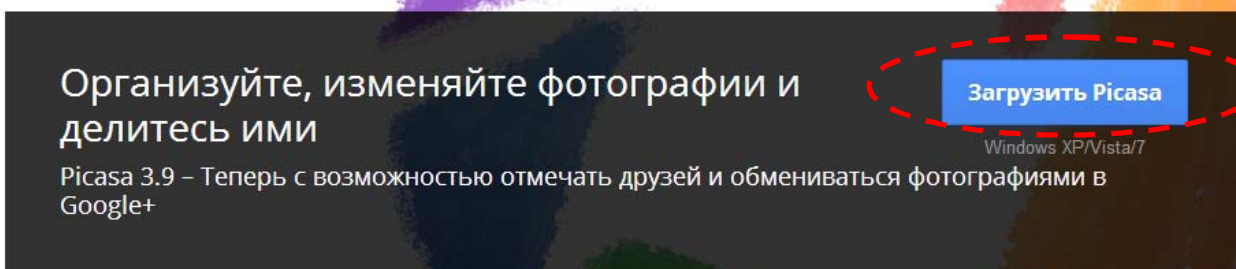 Организуйте, изменяйте фотографии и
делитесь ими
Picasa 3.9 – Теперь с возможностью отмечать друзей и обмениваться фотографиями в
Google+
Загрузить Picasa
Windows XP/Vista/7